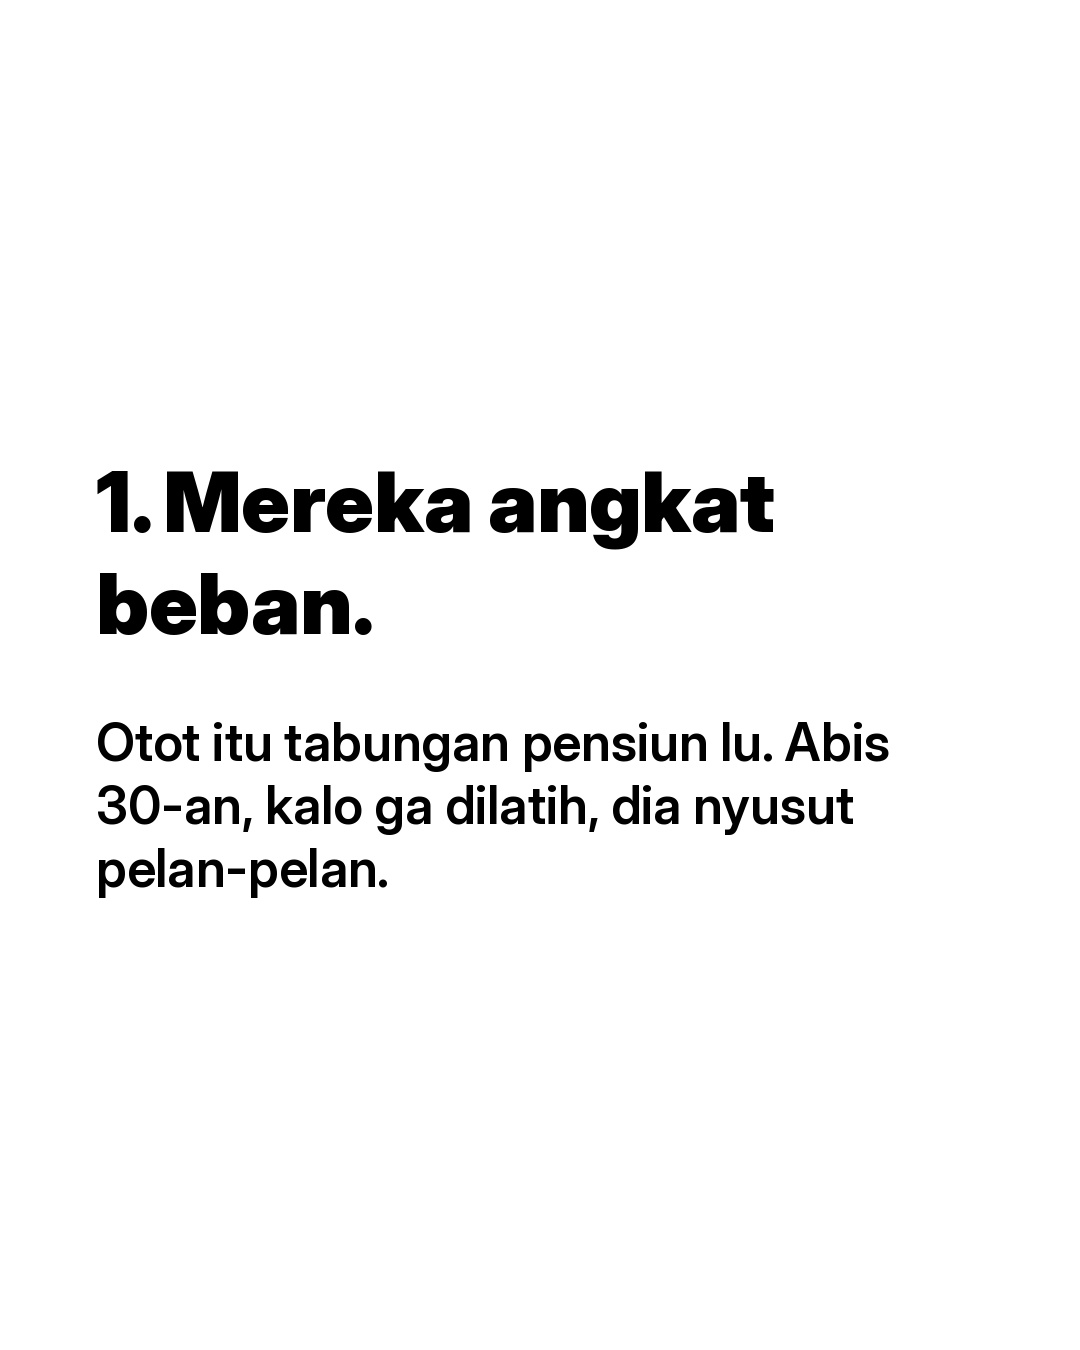 1. Mereka angkat
beban.
Otot itu tabungan pensiun lu. Abis
30-an, kalo ga dilatih, dia nyusut
pelan-pelan.